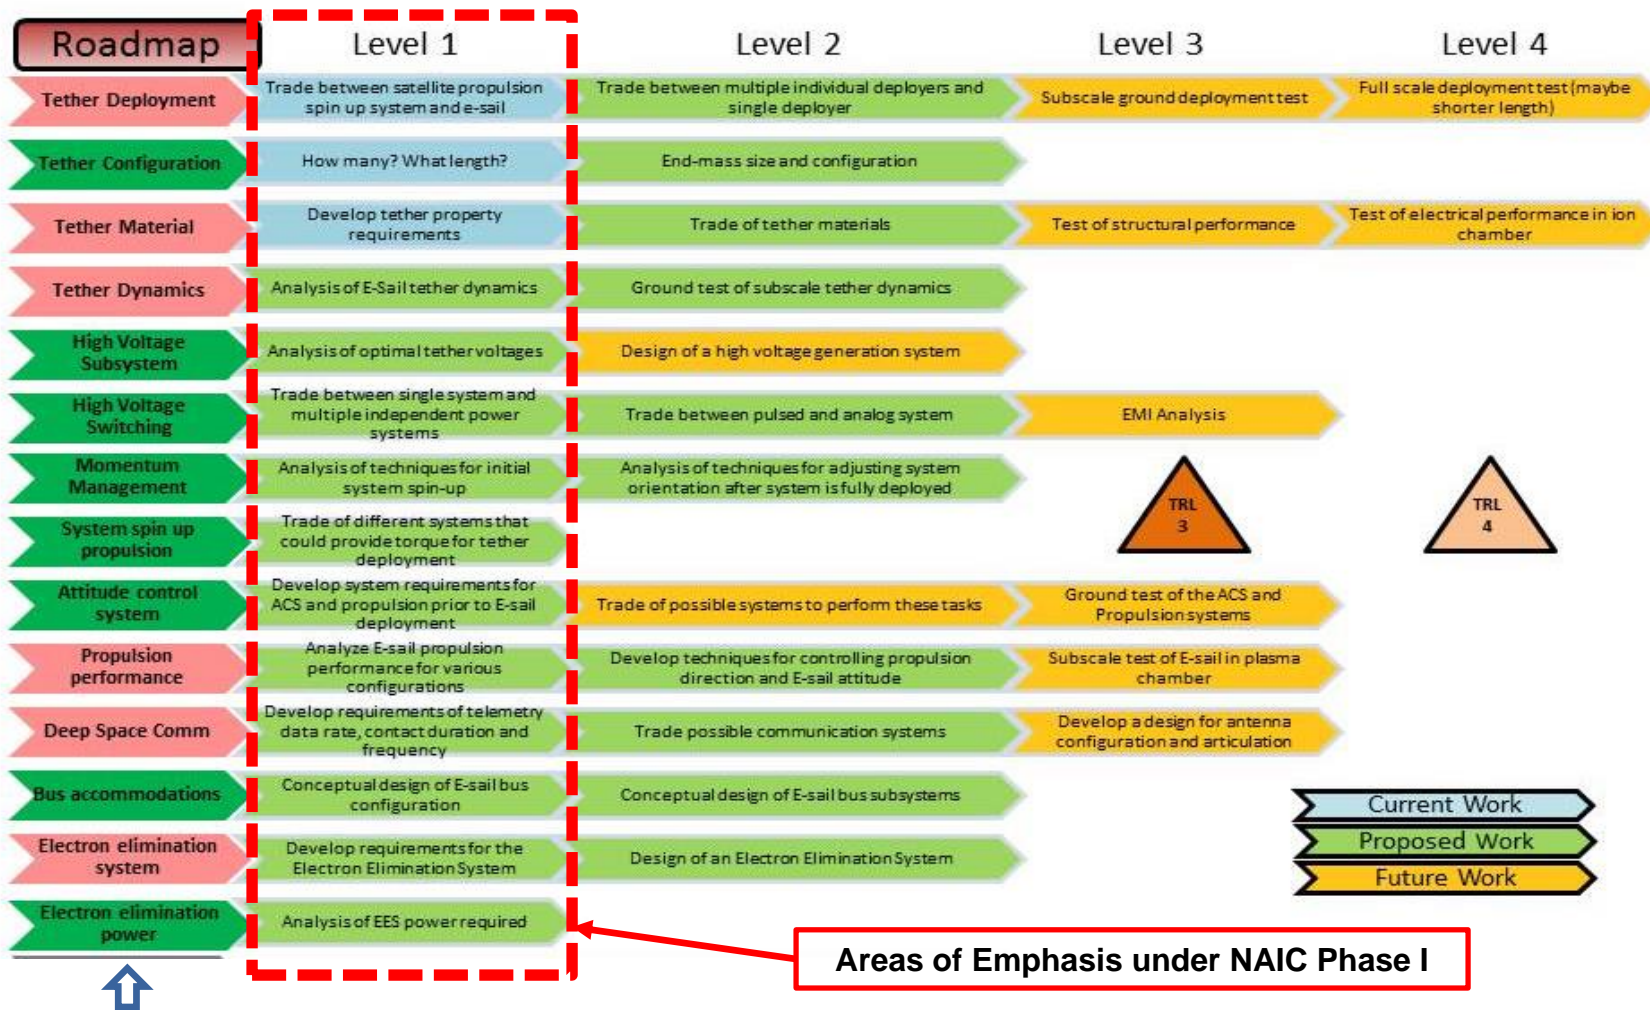 Roadmap
Level 1
Level 2
Level 3
Level 4
Tether Deployment
Trade between satellite propulsion
spin up system and e-sail
Trade between multiple individual deployers and
single deployer
Subscale ground deployment test
Full scale deployment test (maybe
shorter length)
Tether Configuration
How many? What length?
End-mass size and configuration
Tether Material
Develop tether property
requirements
Trade of tether materials
Test of structural performance
Test of electrical performance in ion
chamber
Tether Dynamics
Analysis of E-Sail tether dynamics
Ground test of subscale tether dynamics
High Voltage
Subsystem
Analysis of optimal tether voltages
Design of a high voltage generation system
High Voltage
Switching
Trade between single system and
multiple independent power
systems
Trade between pulsed and analog system
EMI Analysis
Momentum
Management
Analysis of techniques for initial
system spin-up
Analysis of techniques for adjusting system
orientation after system is fully deployed
TRL
3
TRL
4
System spin up
propulsion
Trade of different systems that
could provide torque for tether
deployment
Attitude control
system
Develop system requirements for
ACS and propulsion prior to E-sail
deployment
Trade of possible systems to perform these tasks
Ground test of the ACS and
Propulsion systems
Propulsion
performance
Analyze E-sail propulsion
performance for various
configurations
Develop techniques for controlling propulsion
direction and E-sail attitude
Subscale test of E-sail in plasma
chamber
Deep Space Comm
Develop requirements of telemetry
data rate, contact duration and
frequency
Trade possible communication systems
Develop a design for antenna
configuration and articulation
Bus accommodations
Conceptual design of E-sail bus
configuration
Conceptual design of E-sail bus subsystems
Current Work
Proposed Work
Future Work
Electron elimination
system
Develop requirements for the
Electron Elimination System
Design of an Electron Elimination System
Electron elimination
power
Analysis of EES power required
Areas of Emphasis under NAIC Phase I